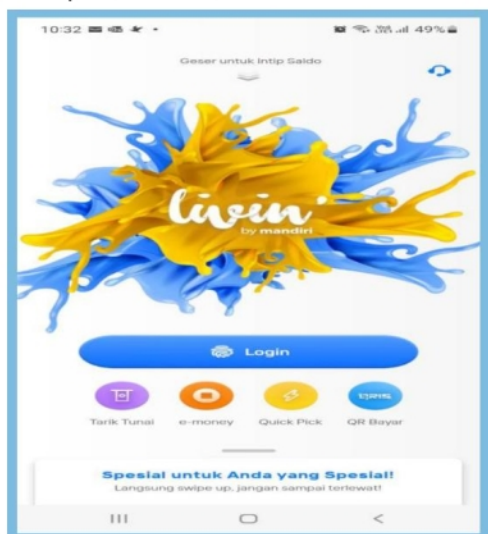 10:32
49%
Geser untuk Intip Saldo
livin'
by mandiri
Login
Tarik Tunai
e-money
Quick Pick
QR Bayar
Spesial untuk Anda yang Spesial!
Langsung swipe up, jangan sampai terlewat!